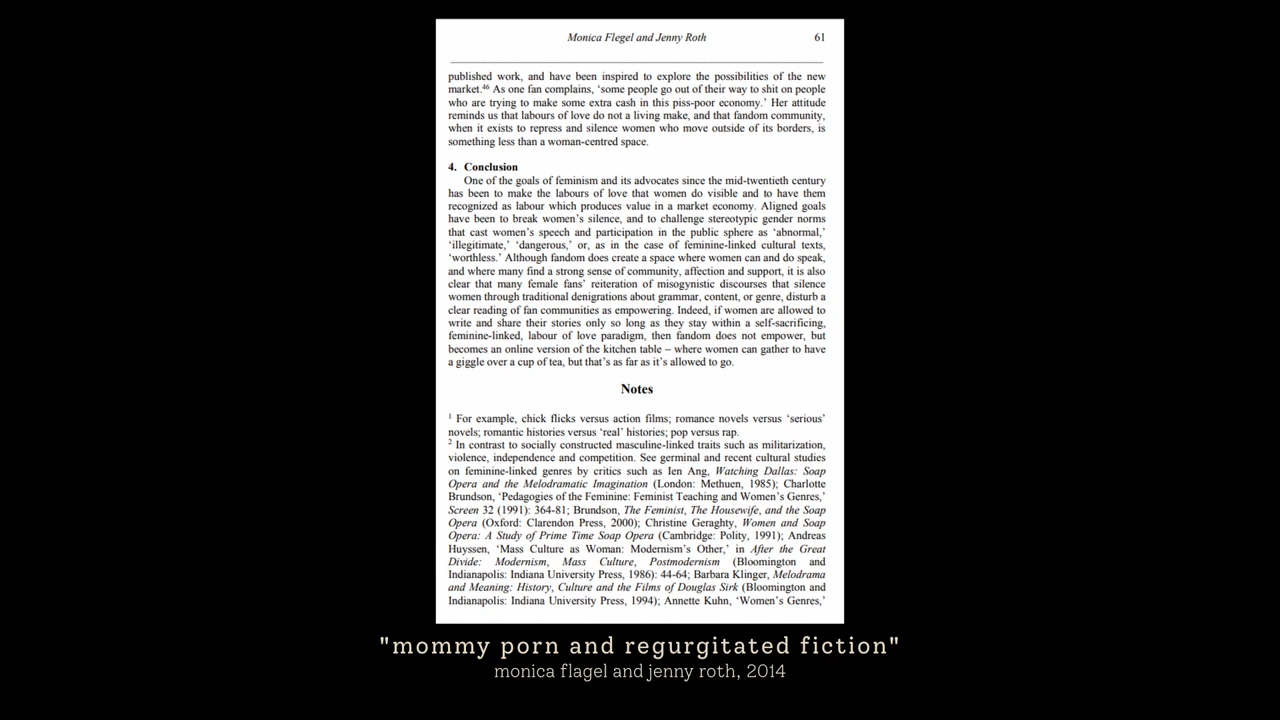 Monica Flegel and Jenny Roth 61
published work, and have been inspired to explore the possibilities of the new
market.⁴⁶ As one fan complains, ‘some people go out of their way to shit on people
who are trying to make some extra cash in this piss-poor economy.’ Her attitude
reminds us that labours of love do not a living make, and that fandom community,
when it exists to repress and silence women who move outside of its borders, is
something less than a woman-centred space.
4. Conclusion
One of the goals of feminism and its advocates since the mid-twentieth century
has been to make the labours of love that women do visible and to have them
recognized as labour which produces value in a market economy. Aligned goals
have been to break women’s silence, and to challenge stereotypic gender norms
that cast women’s speech and participation in the public sphere as ‘abnormal,’
‘illegitimate,’ ‘dangerous,’ or, as in the case of feminine-linked cultural texts,
‘worthless.’ Although fandom does create a space where women can and do speak,
and where many find a strong sense of community, affection and support, it is also
clear that many female fans’ reiteration of misogynistic discourses that silence
women through traditional denigrations about grammar, content, or genre, disturb a
clear reading of fan communities as empowering. Indeed, if women are allowed to
write and share their stories only so long as they stay within a self-sacrificing,
feminine-linked, labour of love paradigm, then fandom does not empower, but
becomes an online version of the kitchen table – where women can gather to have
a giggle over a cup of tea, but that’s as far as it’s allowed to go.
Notes
¹ For example, chick flicks versus action films; romance novels versus ‘serious’
novels; romantic histories versus ‘real’ histories; pop versus rap.
² In contrast to socially constructed masculine-linked traits such as militarization,
violence, independence and competition. See germinal and recent cultural studies
on feminine-linked genres by critics such as Ien Ang, Watching Dallas: Soap
Opera and the Melodramatic Imagination (London: Methuen, 1985); Charlotte
Brundson, ‘Pedagogies of the Feminine: Feminist Teaching and Women’s Genres,’
Screen 32 (1991): 364-81; Brundson, The Feminist, The Housewife, and the Soap
Opera (Oxford: Clarendon Press, 2000); Christine Geraghty, Women and Soap
Opera: A Study of Prime Time Soap Opera (Cambridge: Polity, 1991); Andreas
Huyssen, ‘Mass Culture as Woman: Modernism’s Other,’ in After the Great
Divide: Modernism, Mass Culture, Postmodernism (Bloomington and
Indianapolis: Indiana University Press, 1986): 44-64; Barbara Klinger, Melodrama
and Meaning: History, Culture and the Films of Douglas Sirk (Bloomington and
Indianapolis: Indiana University Press, 1994); Annette Kuhn, ‘Women’s Genres,’
"mommy porn and regurgitated fiction"
monica flagel and jenny roth, 2014